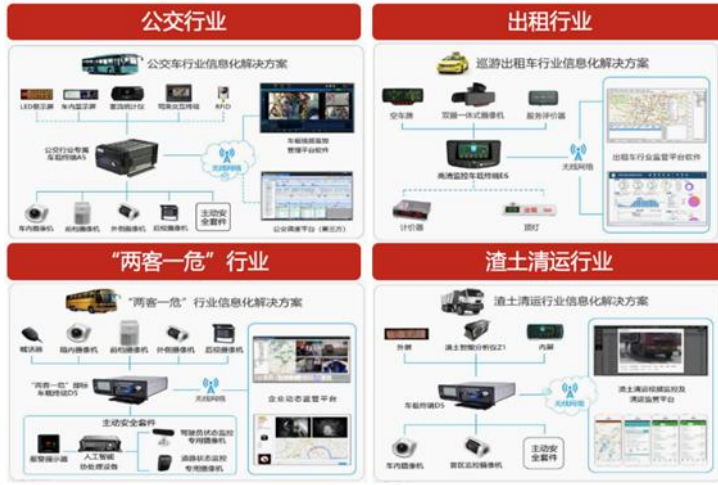 公交行业
公交车行业信息化解决方案
LED显示屏 车内显示屏 客流统计仪 驾乘交互终端 RFID
公交行业专属
车载终端A5
无线网络
车载视频监控
管理平台软件
公交调度平台（第三方）
车内摄像机 前档摄像机 外侧摄像机 后视摄像机
主动安
全套件
出租行业
巡游出租车行业信息化解决方案
空车牌 双摄一体式摄像机 服务评价器
高清监控车载终端E6
无线网络
出租车行业监管平台软件
计价器 顶灯
“两客一危”行业
“两客一危”行业信息化解决方案
喊话器 箱内摄像机 前档摄像机 外侧摄像机 后视摄像机
“两客一危”部标
车载终端D5
无线网络
企业动态监管平台
主动安全套件
报警提示器
人工智能
协处理设备
驾驶员状态监控
专用摄像机
道路状态监控
专用摄像机
渣土清运行业
渣土清运行业信息化解决方案
外屏 渣土智能分析仪Z1 内屏
车载终端D5
无线网络
渣土清运视频监控及
清运监管平台
车内摄像机 盲区监控摄像机
主动安
全套件